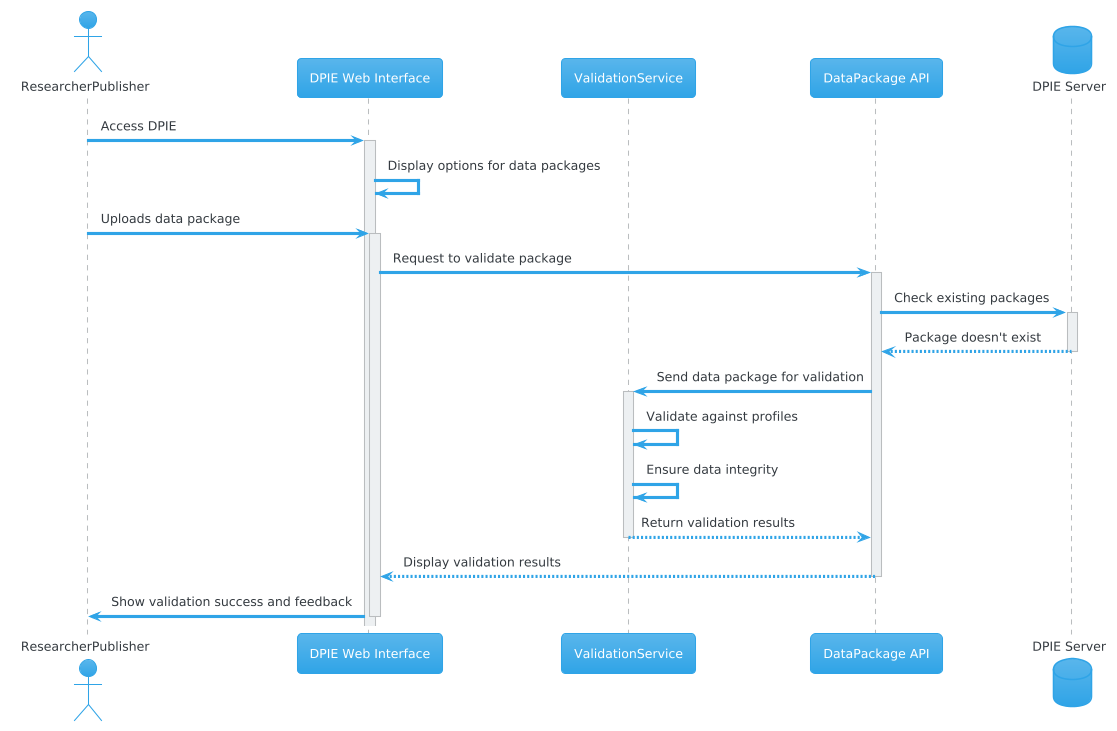 ResearcherPublisher
DPIE Web Interface
ValidationService
DataPackage API
DPIE Server
Access DPIE
Display options for data packages
Uploads data package
Request to validate package
Check existing packages
Package doesn't exist
Send data package for validation
Validate against profiles
Ensure data integrity
Return validation results
Display validation results
Show validation success and feedback
ResearcherPublisher
DPIE Web Interface
ValidationService
DataPackage API
DPIE Server